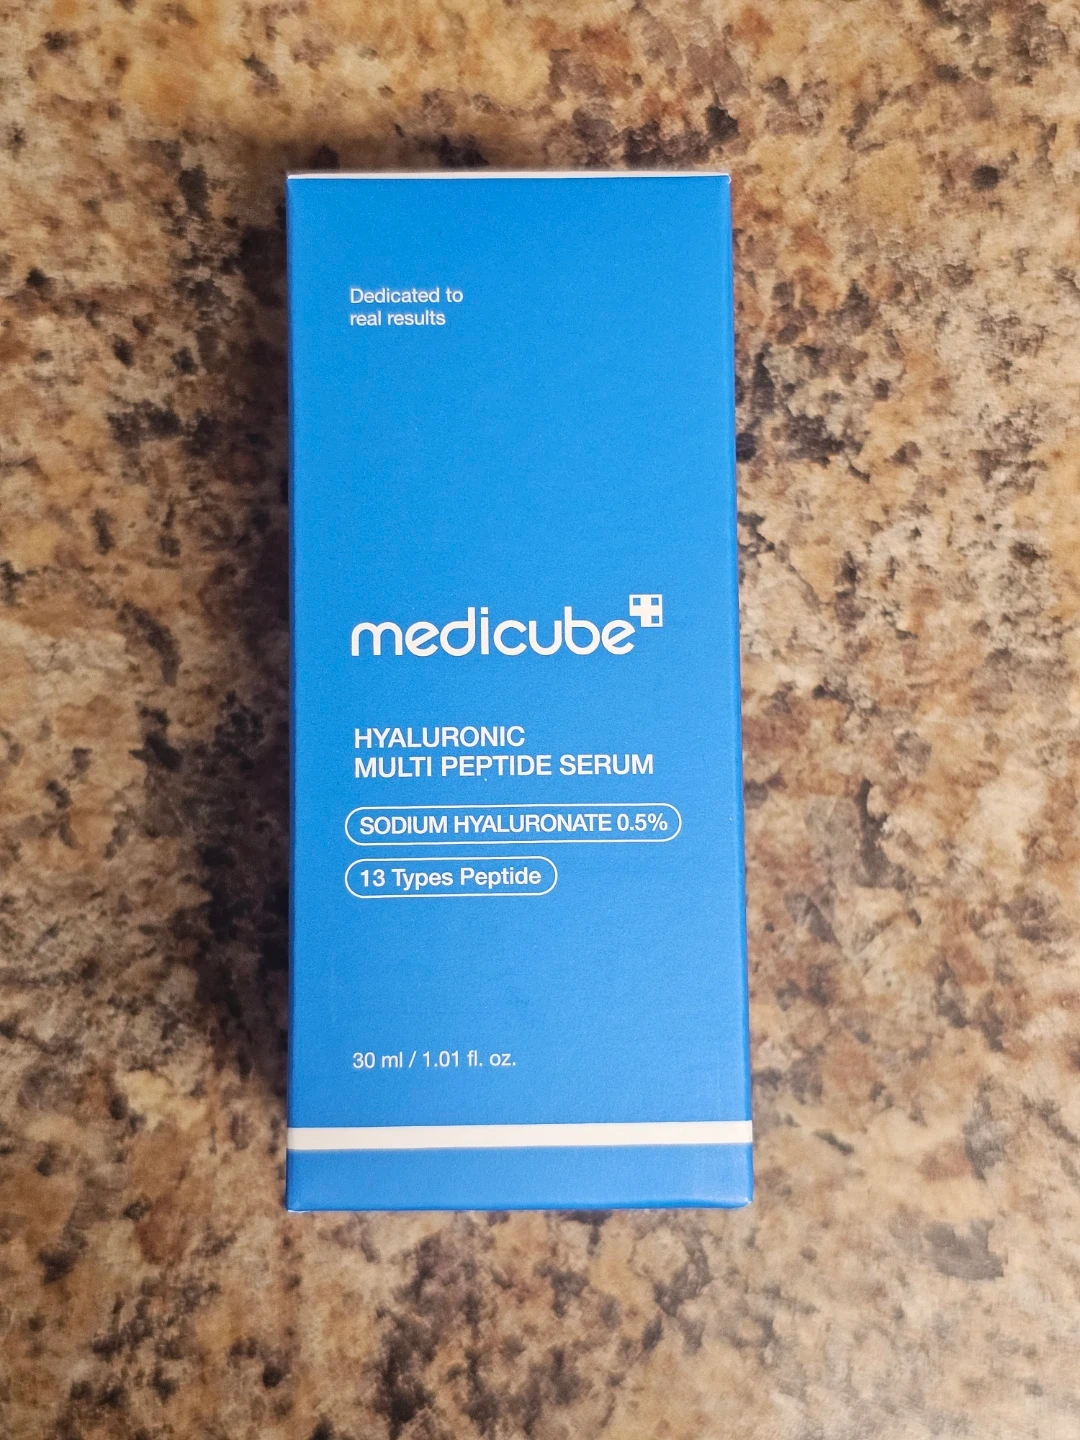 Dedicated to
real results
medicube
HYALURONIC
MULTI PEPTIDE SERUM
SODIUM HYALURONATE 0.5%
13 Types Peptide
30 ml / 1.01 fl. oz.